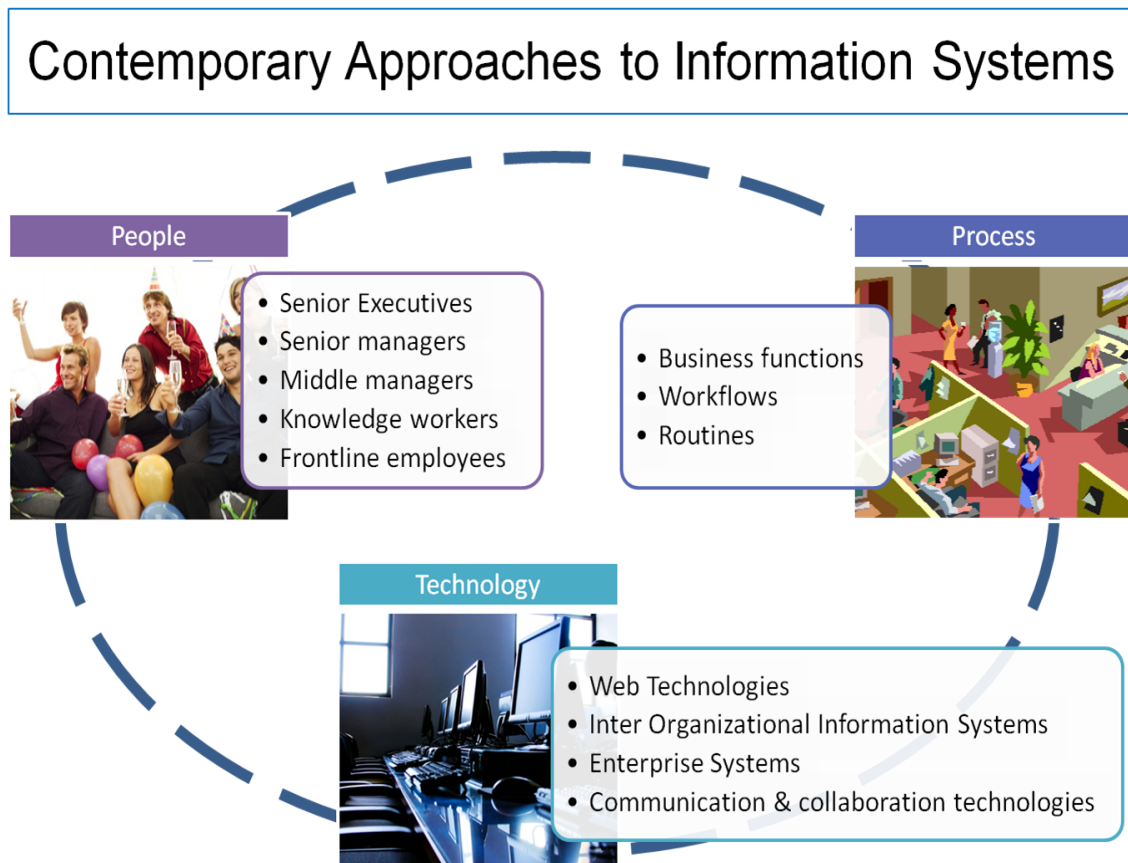 Contemporary Approaches to Information Systems
People
• Senior Executives
• Senior managers
• Middle managers
• Knowledge workers
• Frontline employees
Process
• Business functions
• Workflows
• Routines
Technology
• Web Technologies
• Inter Organizational Information Systems
• Enterprise Systems
• Communication & collaboration technologies